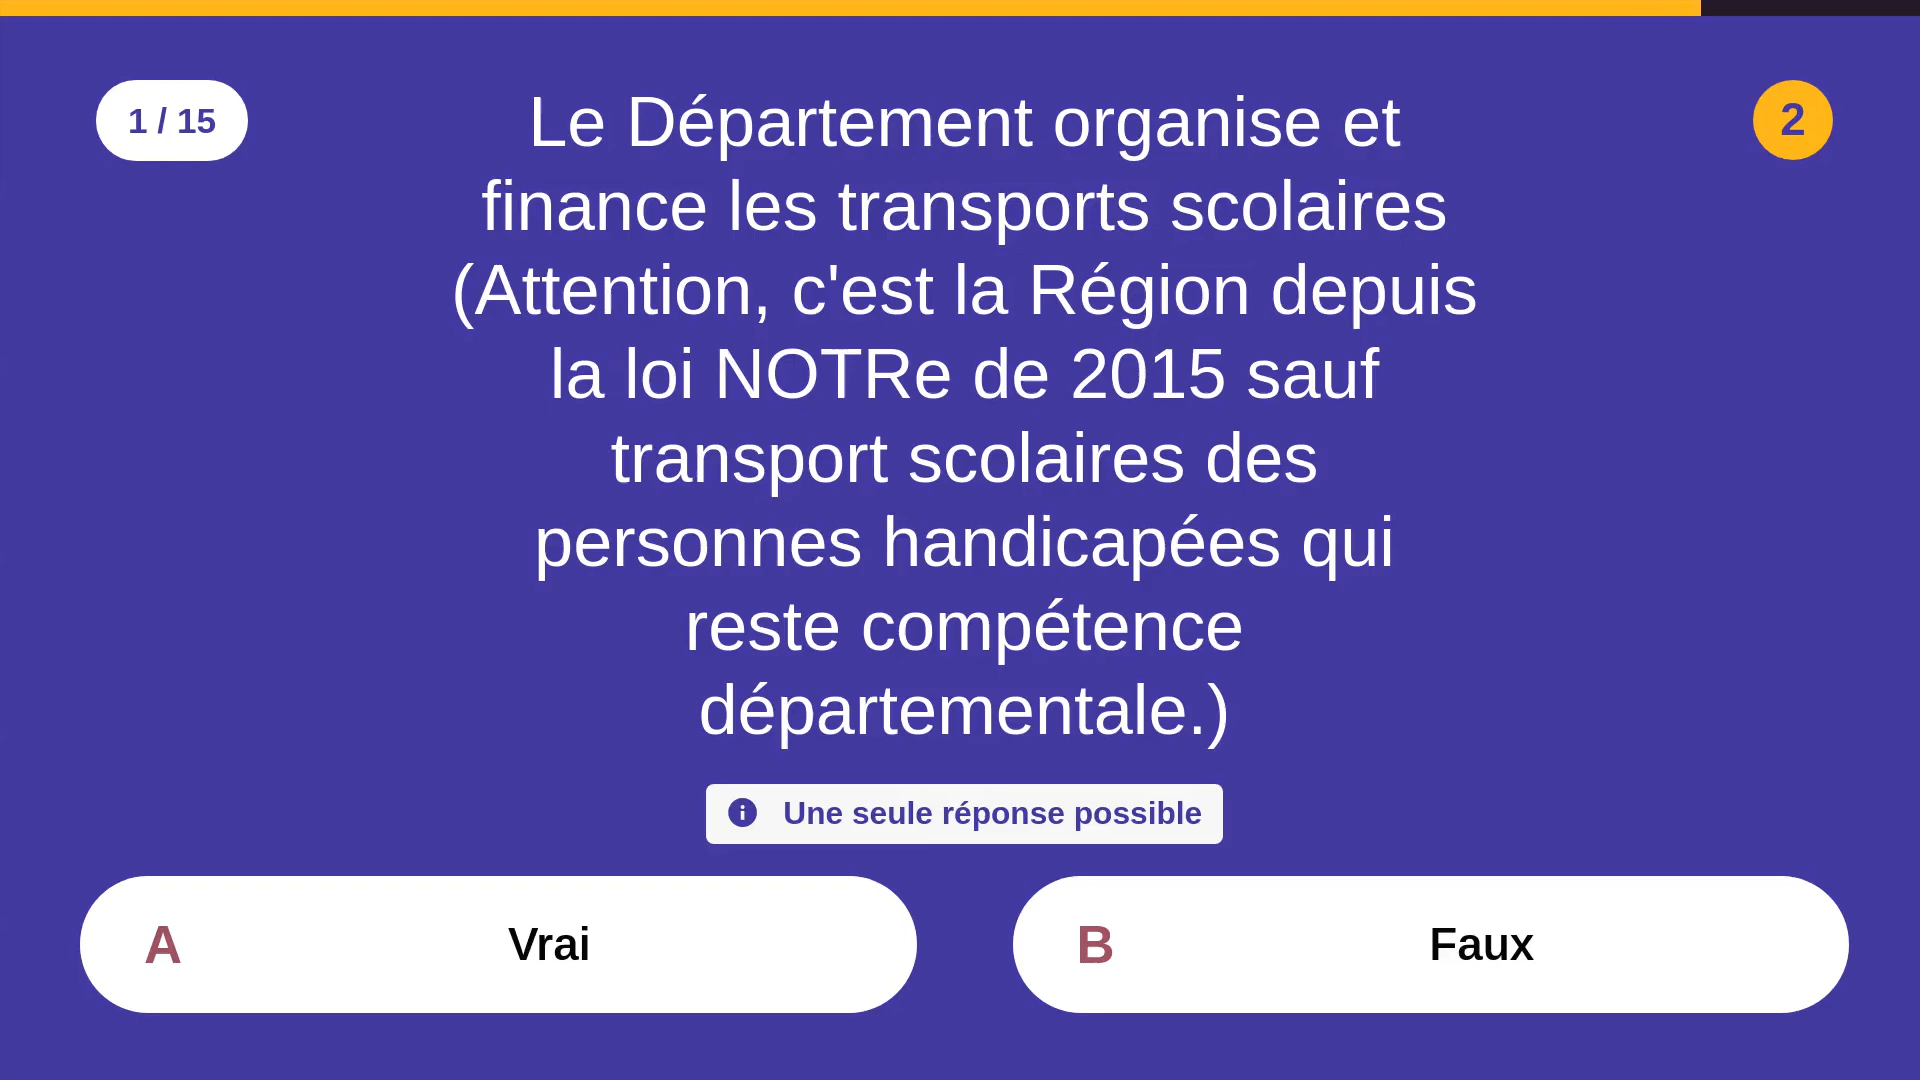 1 / 15
2
Le Département organise et
finance les transports scolaires
(Attention, c'est la Région depuis
la loi NOTRe de 2015 sauf
transport scolaires des
personnes handicapées qui
reste compétence
départementale.)
Une seule réponse possible
A Vrai
B Faux